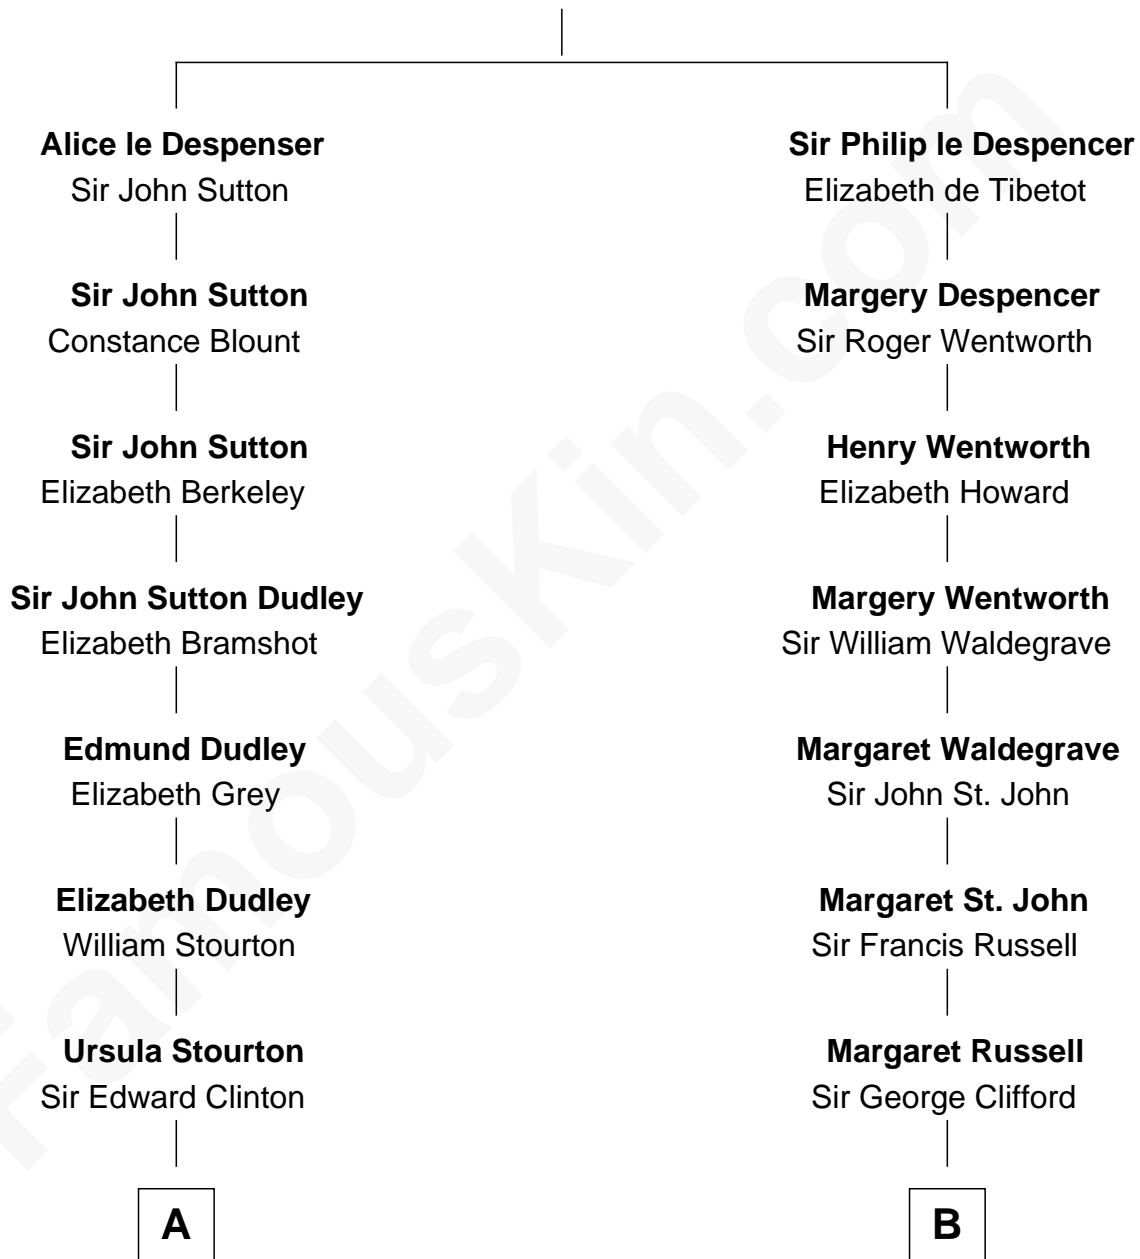 Alice le Despenser
Sir John Sutton
Sir Philip le Despencer
Elizabeth de Tibetot
Sir John Sutton
Constance Blount
Margery Despencer
Sir Roger Wentworth
Sir John Sutton
Elizabeth Berkeley
Henry Wentworth
Elizabeth Howard
Sir John Sutton Dudley
Elizabeth Bramshot
Margery Wentworth
Sir William Waldegrave
Edmund Dudley
Elizabeth Grey
Margaret Waldegrave
Sir John St. John
Elizabeth Dudley
William Stourton
Margaret St. John
Sir Francis Russell
Ursula Stourton
Sir Edward Clinton
Margaret Russell
Sir George Clifford
A
B
FamousKin.com